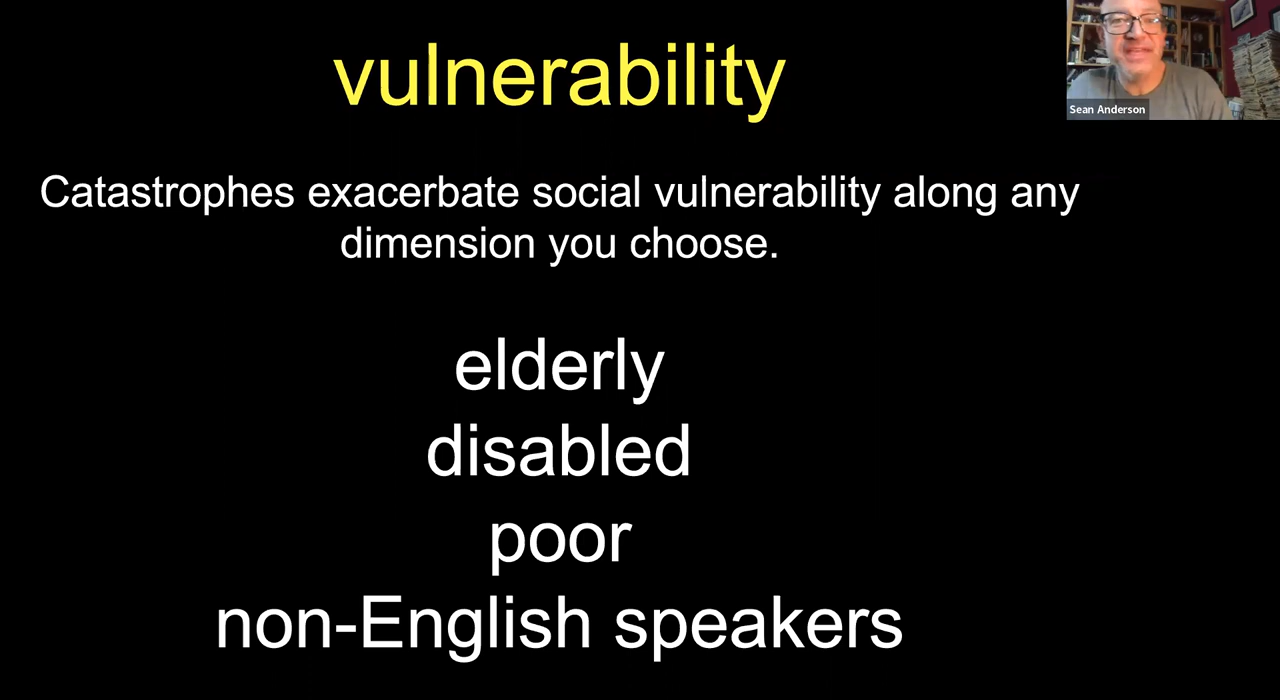 vulnerability
Sean Anderson
Catastrophes exacerbate social vulnerability along any
dimension you choose.
elderly
disabled
poor
non-English speakers